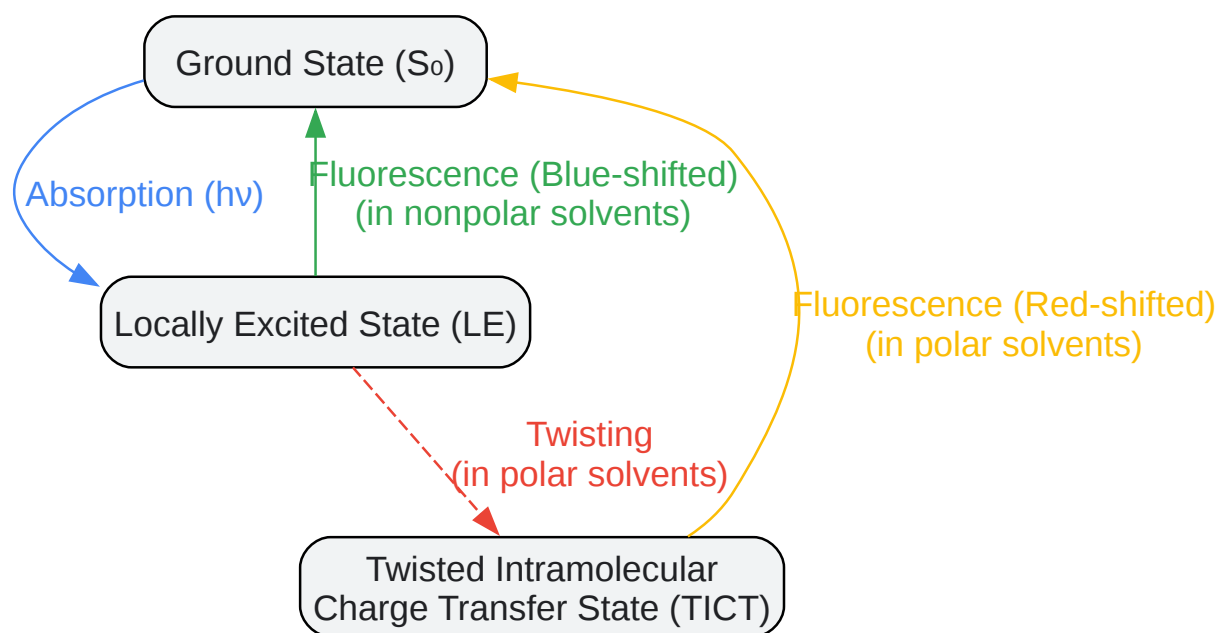 Ground State (S₀)
Fluorescence (Blue-shifted)
(in nonpolar solvents)
Absorption (hν)
Locally Excited State (LE)
Fluorescence (Red-shifted)
(in polar solvents)
Twisting
(in polar solvents)
Twisted Intramolecular
Charge Transfer State (TICT)